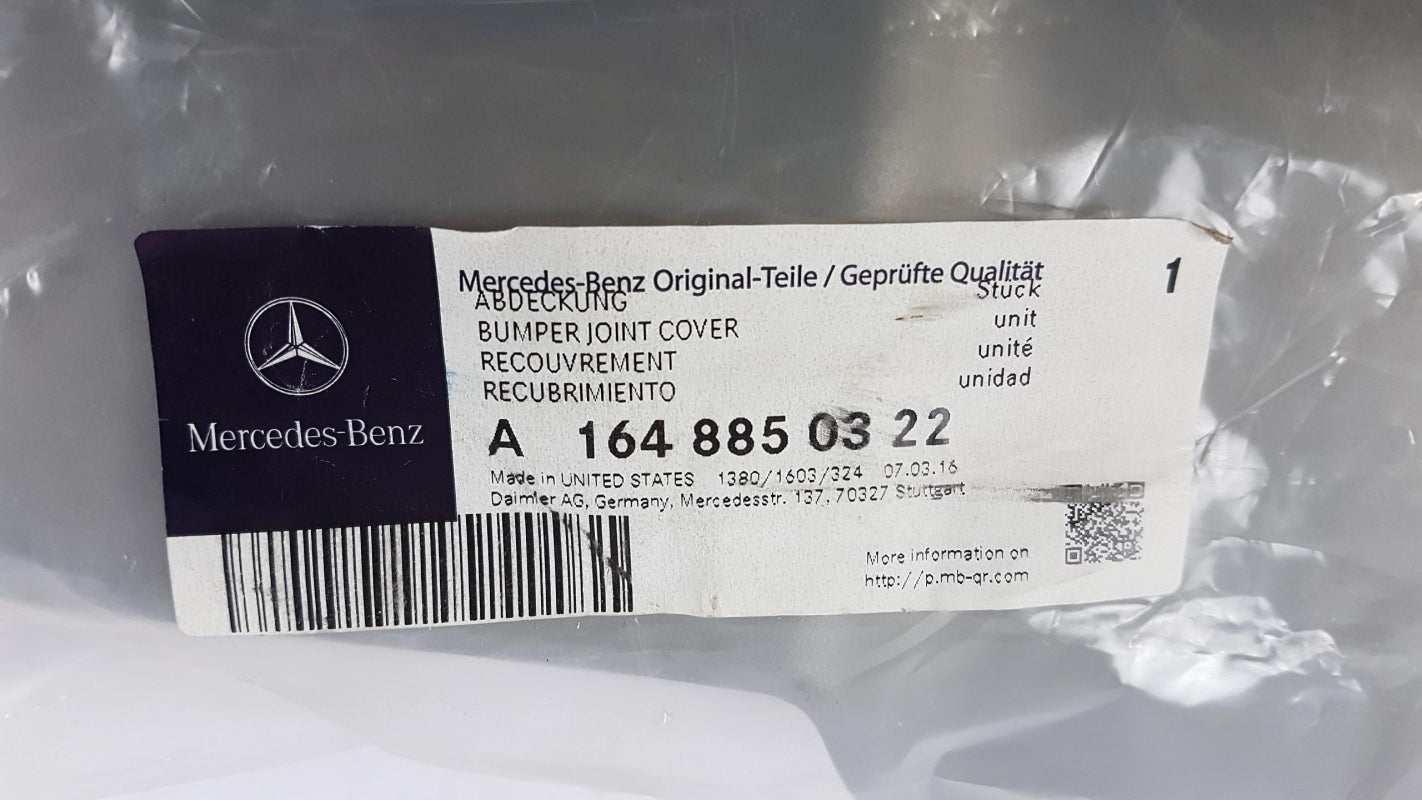 Mercedes-Benz
Mercedes-Benz Original-Teile / Geprüfte Qualität
1
ABDECKUNG Stück
BUMPER JOINT COVER unit
RECOUVREMENT unité
RECUBRIMIENTO unidad
A 164 885 03 22
Made in UNITED STATES 1380/1603/324 07.03.16
Daimler AG, Germany, Mercedesstr. 137, 70327 Stuttgart
More information on
http://p.mb-qr.com